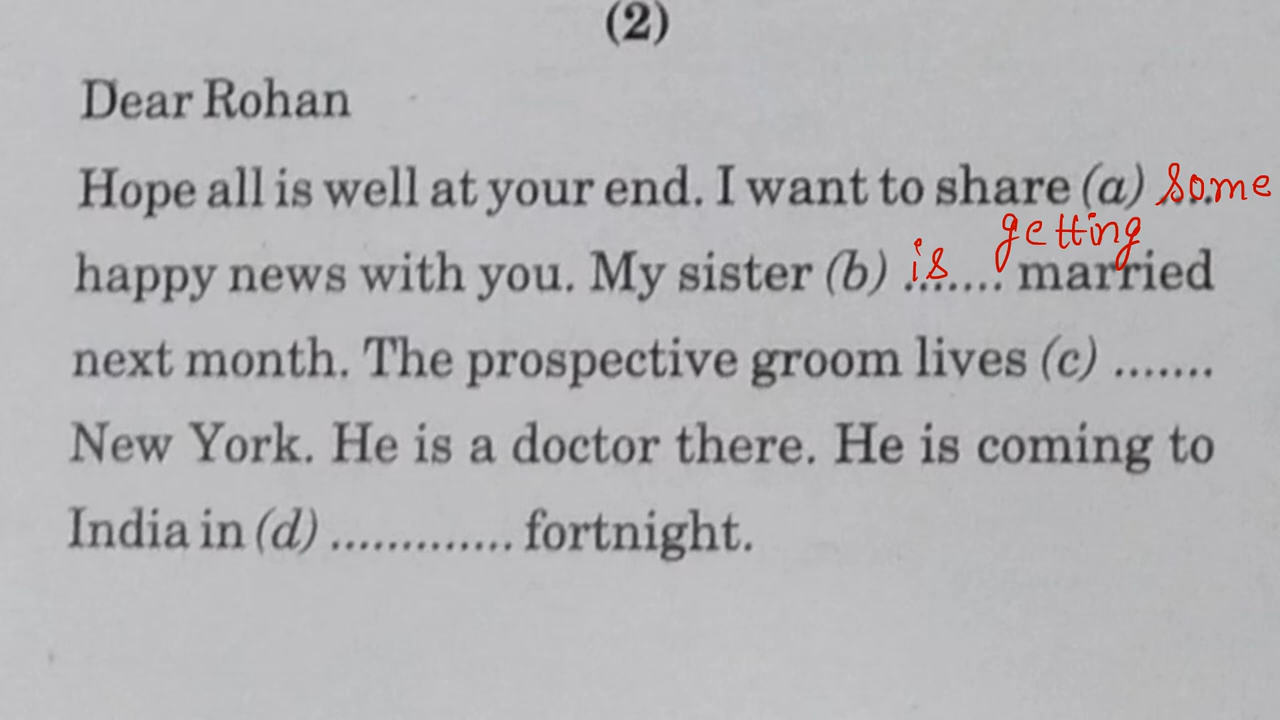 (2)
Dear Rohan
Hope all is well at your end. I want to share (a) some
happy news with you. My sister (b) is getting ....... married
next month. The prospective groom lives (c) .......
New York. He is a doctor there. He is coming to
India in (d) ............. fortnight.